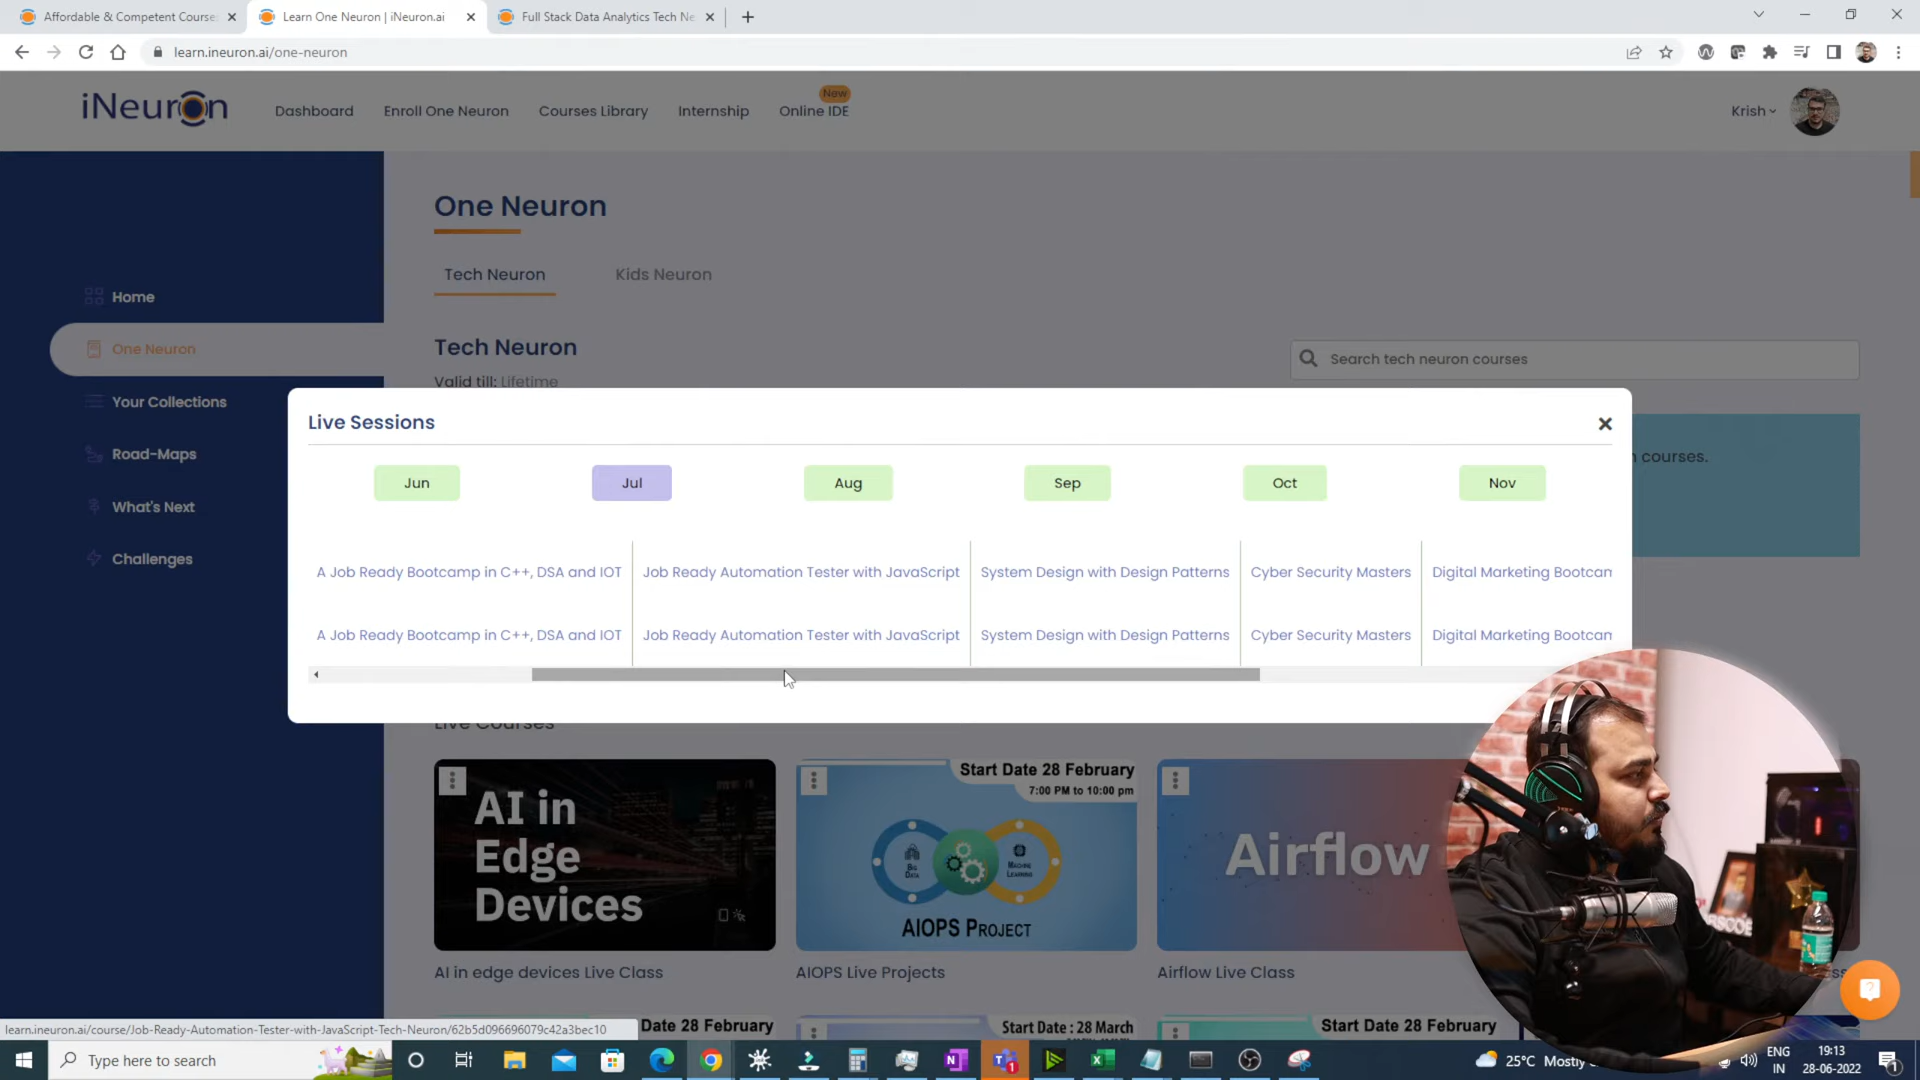 Affordable & Competent Course
Learn One Neuron | iNeuron.ai
Full Stack Data Analytics Tech Ne
learn.ineuron.ai/one-neuron
iNeuron
Dashboard
Enroll One Neuron
Courses Library
Internship
New
Online IDE
Krish
One Neuron
Tech Neuron
Kids Neuron
Home
One Neuron
Your Collections
Road-Maps
What's Next
Challenges
Tech Neuron
Valid till: Lifetime
Search tech neuron courses
courses.
Live Sessions
Jun
Jul
Aug
Sep
Oct
Nov
A Job Ready Bootcamp in C++, DSA and IOT
Job Ready Automation Tester with JavaScript
System Design with Design Patterns
Cyber Security Masters
Digital Marketing Bootcam
A Job Ready Bootcamp in C++, DSA and IOT
Job Ready Automation Tester with JavaScript
System Design with Design Patterns
Cyber Security Masters
Digital Marketing Bootcam
Live Courses
AI in
Edge
Devices
Start Date 28 February
7:00 PM to 10:00 pm
BIG DATA
MACHINE LEARNING
AIOPS PROJECT
Airflow
AI in edge devices Live Class
AIOPS Live Projects
Airflow Live Class
Date 28 February
Start Date : 28 March
Start Date 28 February
learn.ineuron.ai/course/Job-Ready-Automation-Tester-with-JavaScript-Tech-Neuron/62b5d096696079c42a3bec10
Type here to search
25°C Mostly
ENG
IN
19:13
28-06-2022
1